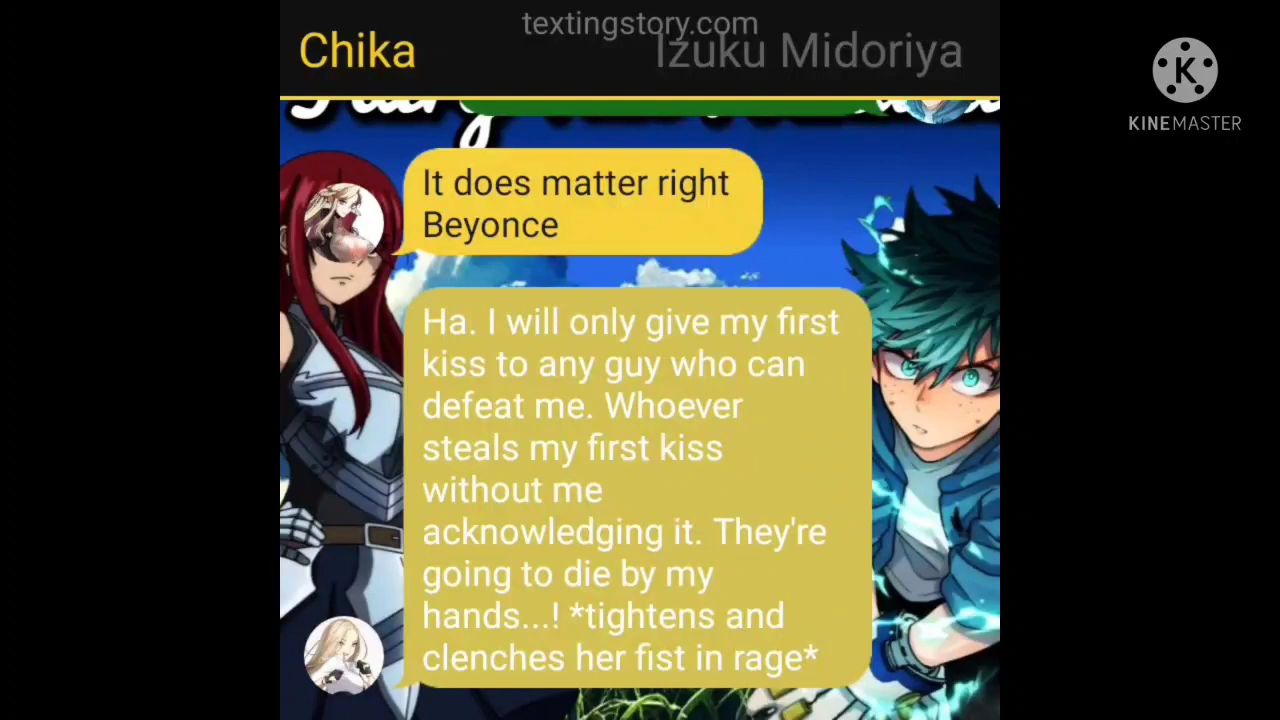 textingstory.com
Chika
Izuku Midoriya
KINEMASTER
It does matter right
Beyonce
Ha. I will only give my first
kiss to any guy who can
defeat me. Whoever
steals my first kiss
without me
acknowledging it. They're
going to die by my
hands...! *tightens and
clenches her fist in rage*